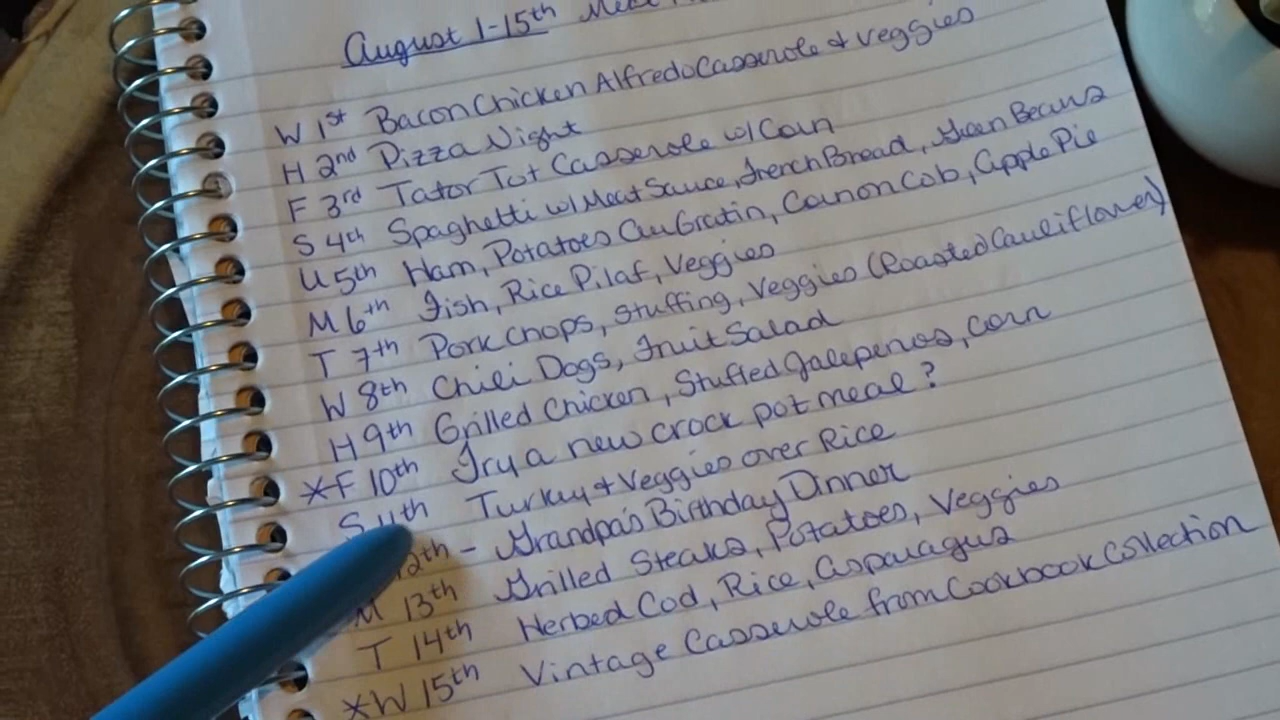 August 1-15th Meal
W 1st Bacon Chicken Alfredo Casserole & Veggies
H 2nd Pizza Night
F 3rd Tator Tot Casserole w/ Corn
S 4th Spaghetti w/ Meat Sauce, French Bread, Green Beans
U 5th Ham, Potatoes Au Gratin, Corn on Cob, Apple Pie
M 6th Fish, Rice Pilaf, Veggies
T 7th Pork Chops, Stuffing, Veggies (Roasted Cauliflower)
W 8th Chili Dogs, Fruit Salad
H 9th Grilled Chicken, Stuffed Jalepenos, Corn
*F 10th Try a new crock pot meal?
S 11th Turkey & Veggies over Rice
12th - Grandpa's Birthday Dinner
M 13th Grilled Steaks, Potatoes, Veggies
T 14th Herbed Cod, Rice, Asparagus
*W 15th Vintage Casserole from Cookbook Collection